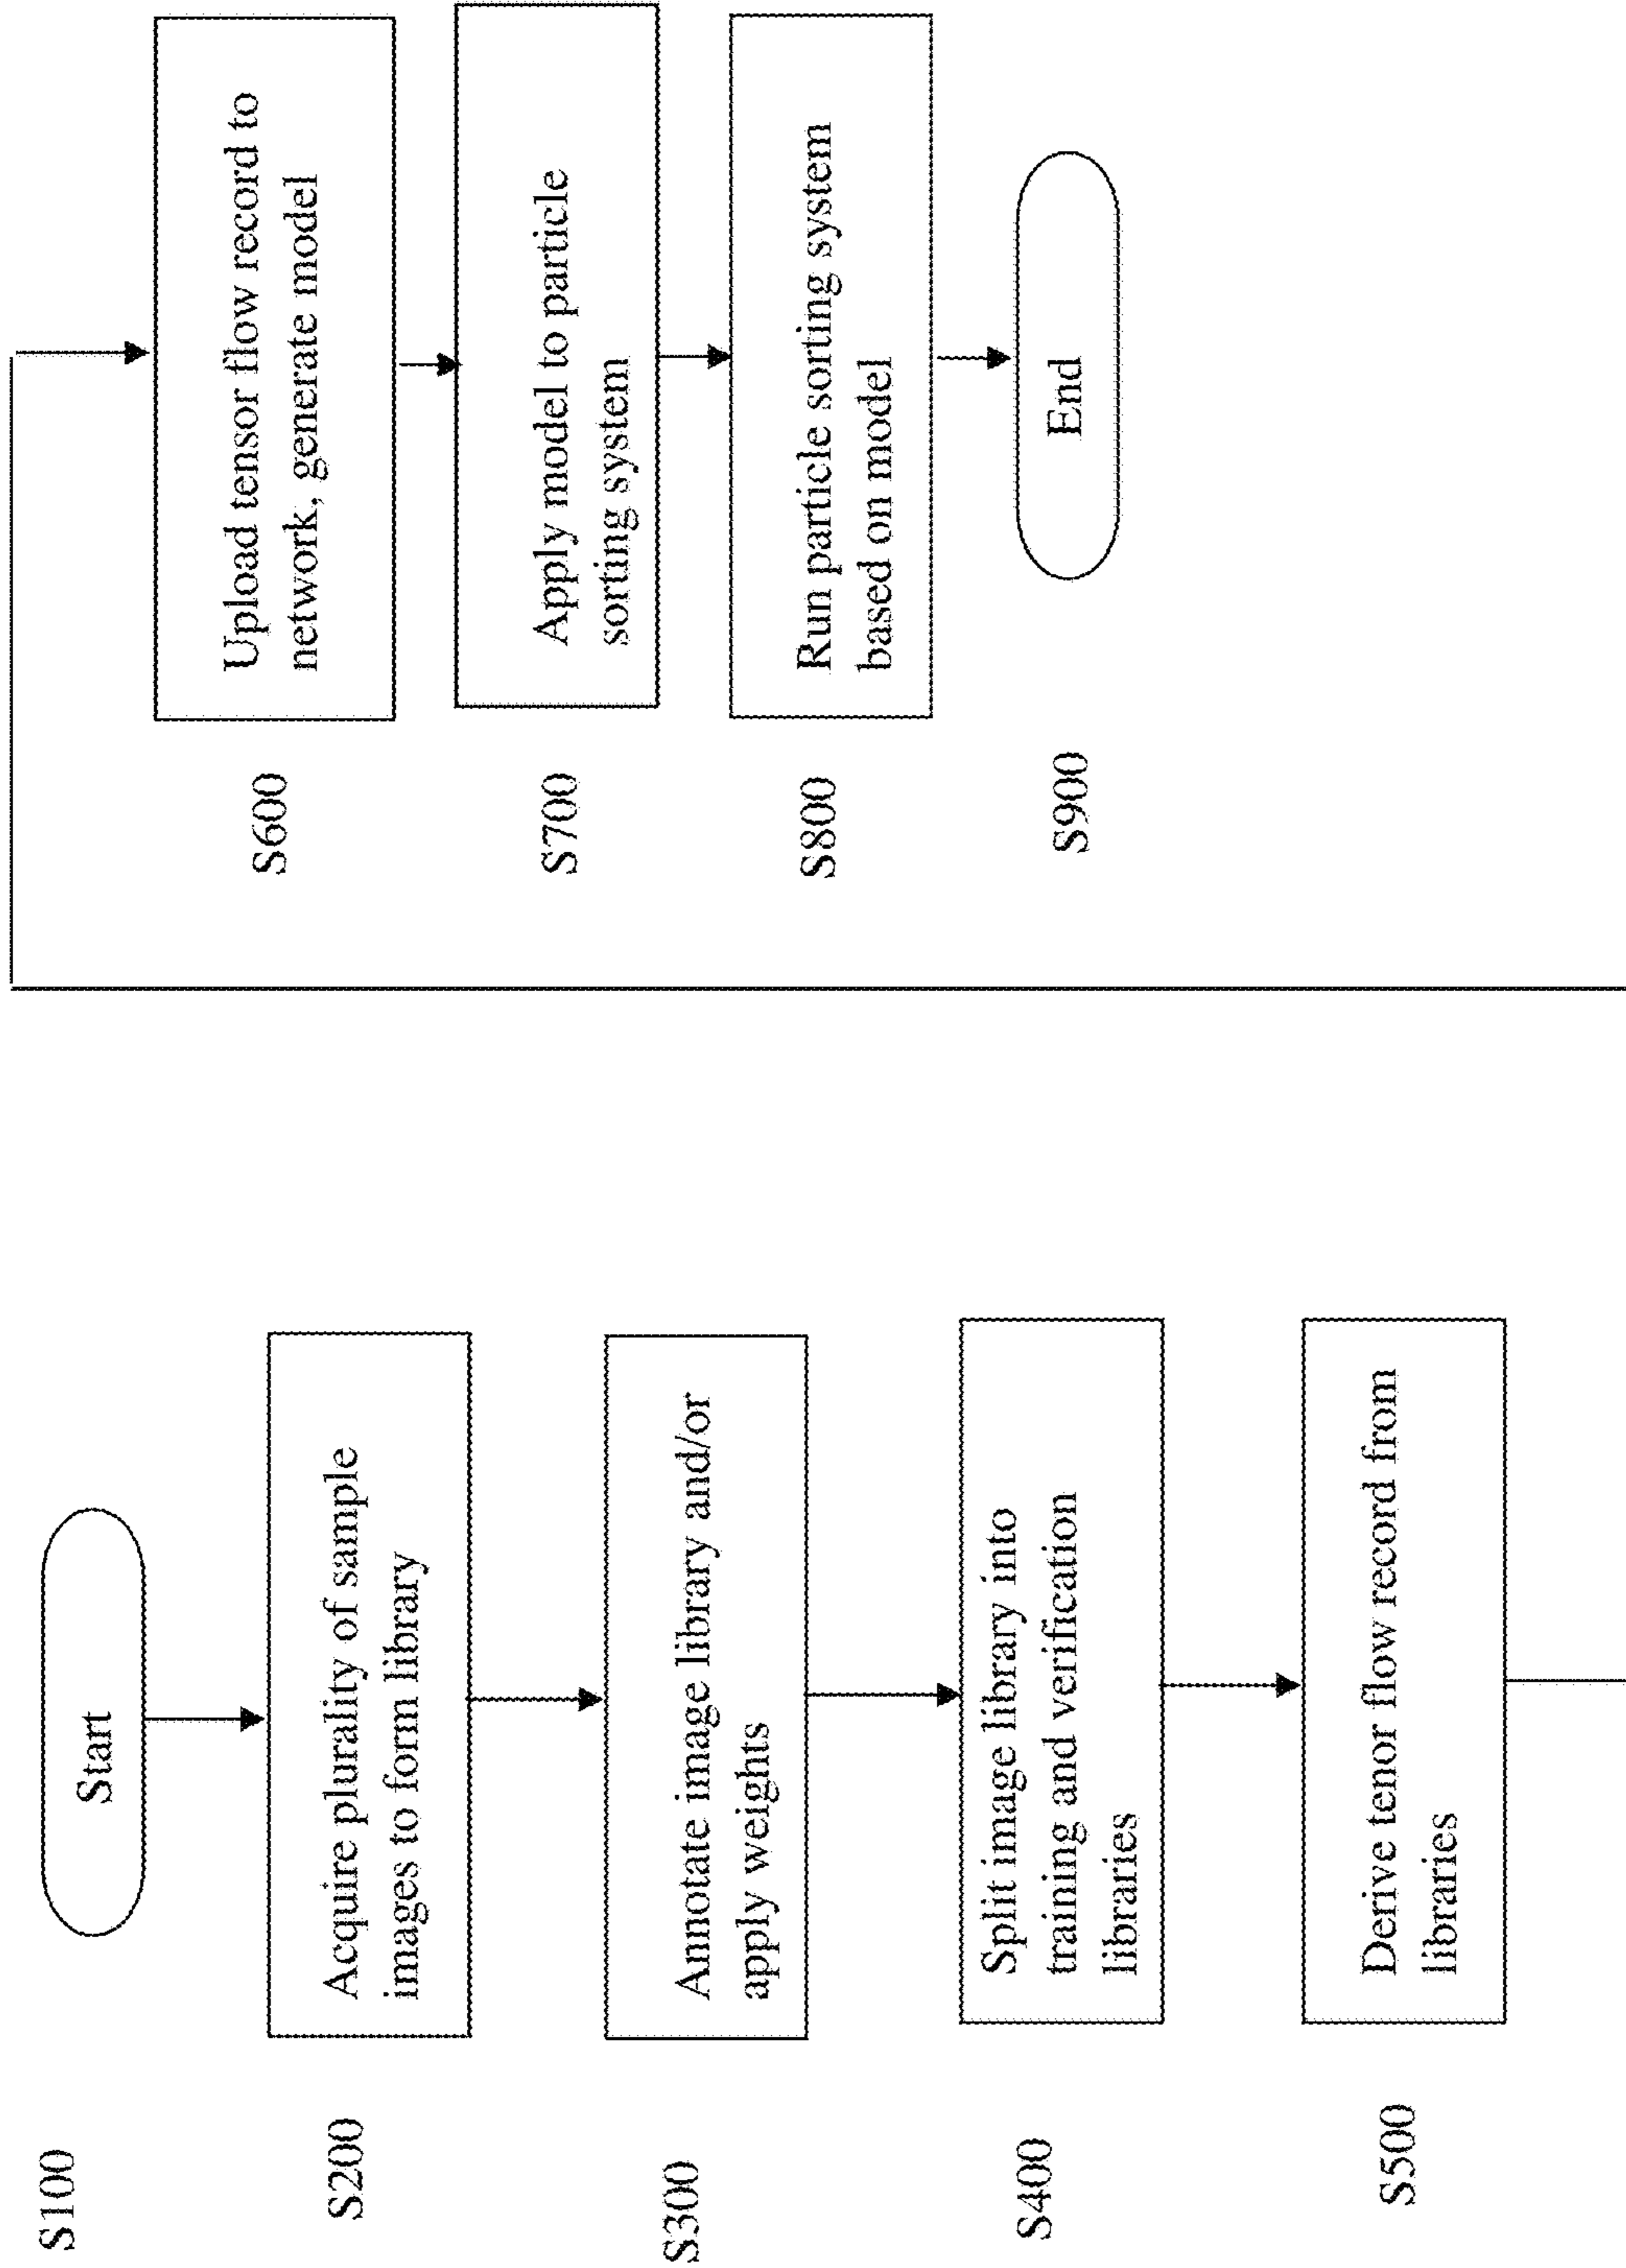 S100
Start
S200
Acquire plurality of sample
images to form library
S300
Annotate image library and/or
apply weights
S400
Split image library into
training and verification
libraries
S500
Derive tenor flow record from
libraries
S600
Upload tensor flow record to
network, generate model
S700
Apply model to particle
sorting system
S800
Run particle sorting system
based on model
S900
End